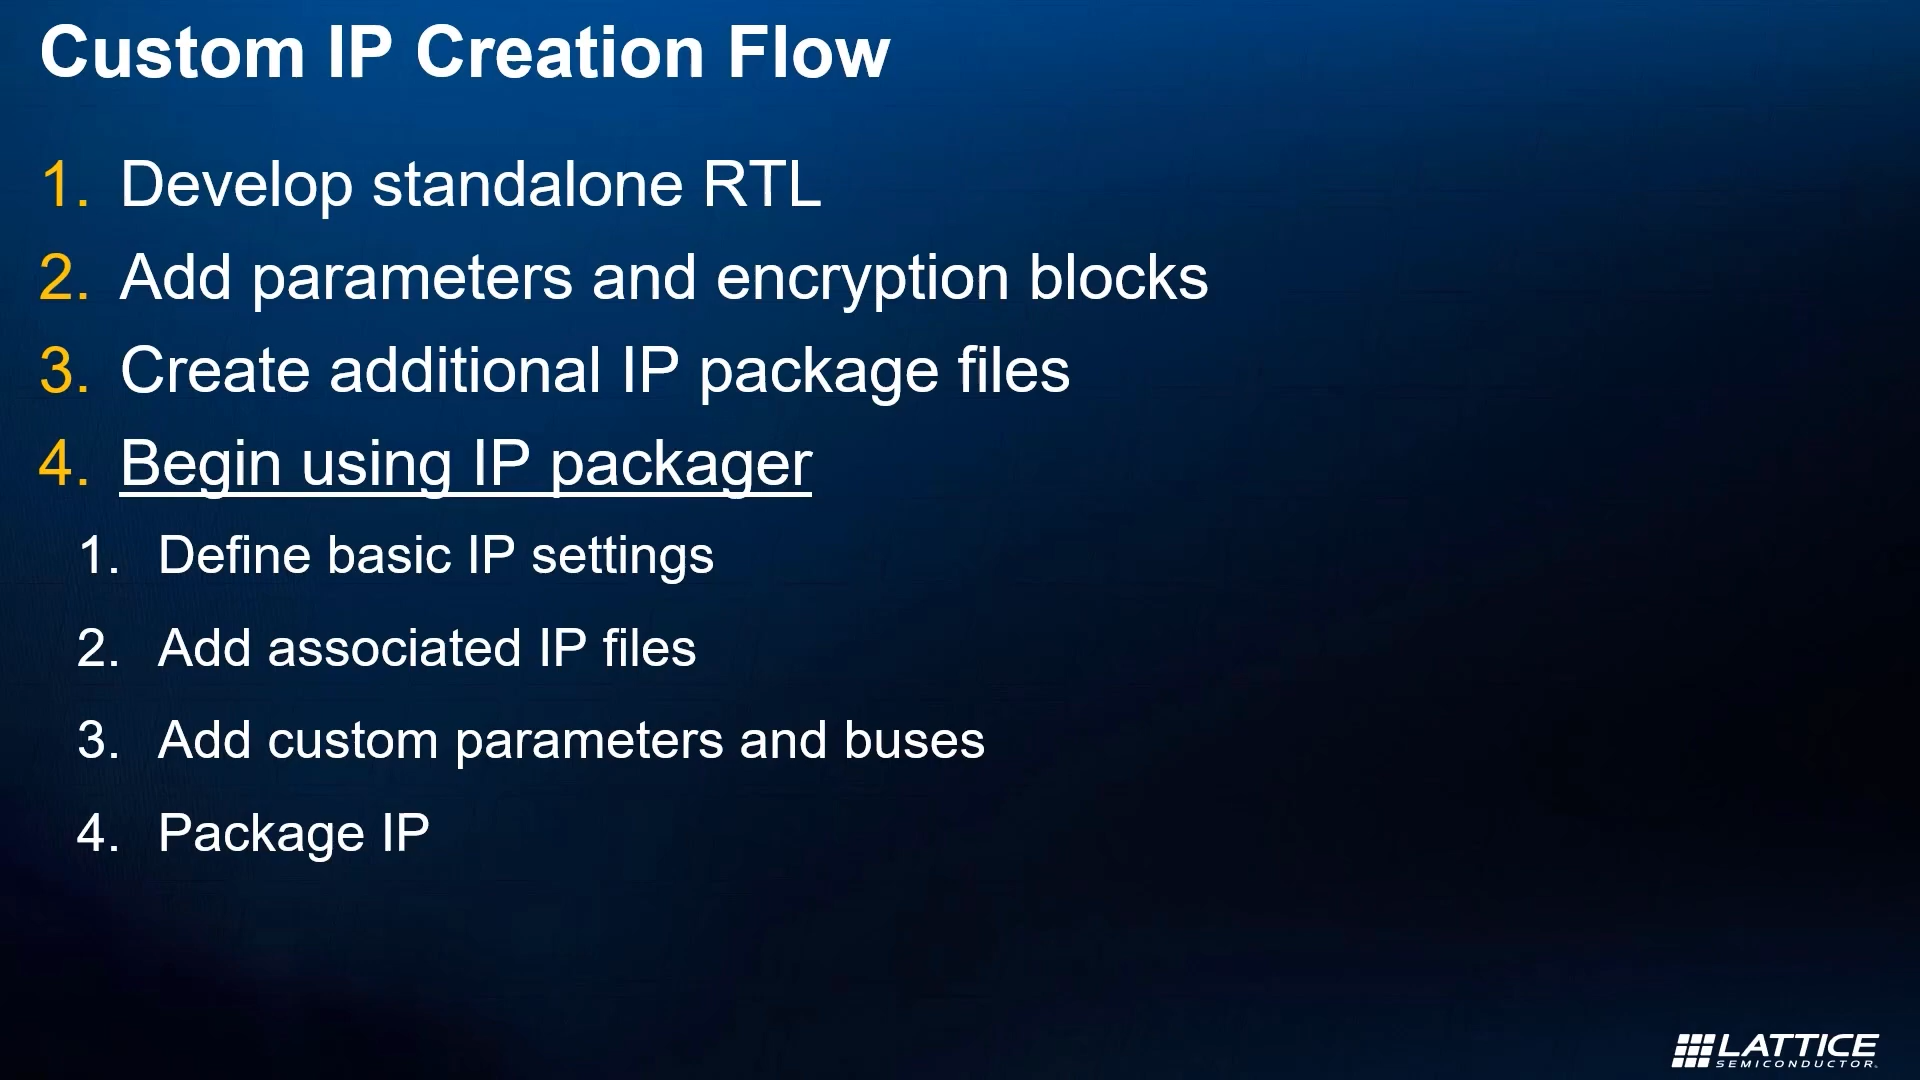 Custom IP Creation Flow
1. Develop standalone RTL
2. Add parameters and encryption blocks
3. Create additional IP package files
4. Begin using IP packager
1. Define basic IP settings
2. Add associated IP files
3. Add custom parameters and buses
4. Package IP
LATTICE
SEMICONDUCTOR